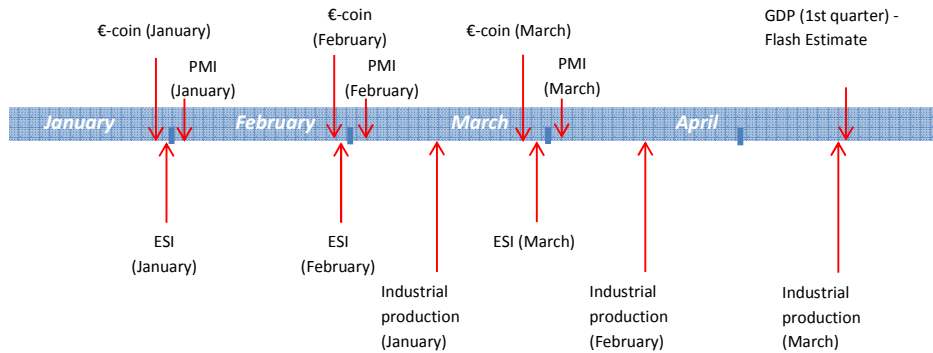 €-coin (January)
€-coin
(February)
€-coin (March)
GDP (1st quarter) -
Flash Estimate
PMI
(January)
PMI
(February)
PMI
(March)
January
February
March
April
ESI
(January)
ESI
(February)
ESI (March)
Industrial
production
(January)
Industrial
production
(February)
Industrial
production
(March)